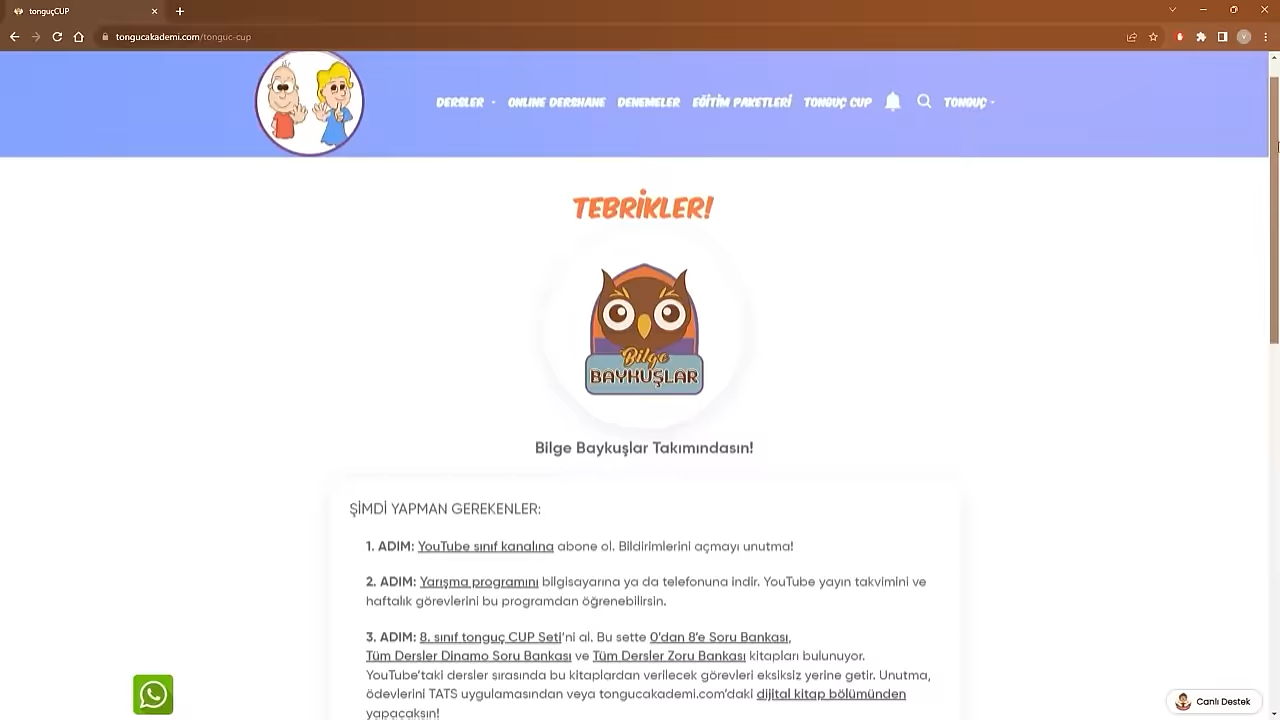 tonguçCUP
tongucakademi.com/tonguc-cup
DERSLER ONLINE DERSHANE DENEMELER EĞİTİM PAKETLERİ TONGUÇ CUP TONGUÇ
TEBRİKLER!
Bilge
BAYKUŞLAR
Bilge Baykuşlar Takımındasın!
ŞİMDİ YAPMAN GEREKENLER:
1. ADIM: YouTube sınıf kanalına abone ol. Bildirimlerini açmayı unutma!
2. ADIM: Yarışma programını bilgisayarına ya da telefonuna indir. YouTube yayın takvimini ve
haftalık görevlerini bu programdan öğrenebilirsin.
3. ADIM: 8. sınıf tonguç CUP Seti'ni al. Bu sette 0'dan 8'e Soru Bankası,
Tüm Dersler Dinamo Soru Bankası ve Tüm Dersler Zoru Bankası kitapları bulunuyor.
YouTube'taki dersler sırasında bu kitaplardan verilecek görevleri eksiksiz yerine getir. Unutma,
ödevlerini TATS uygulamasından veya tongucakademi.com'daki dijital kitap bölümünden
yapacaksın!
Canlı Destek